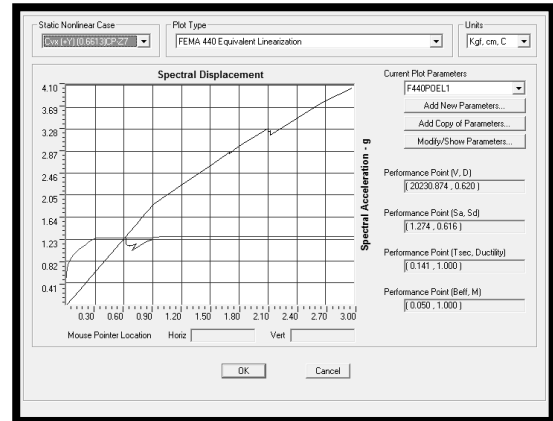 Static Nonlinear Case
Cvx (+Y) (0.6613)CP-Z7
Plot Type
FEMA 440 Equivalent Linearization
Units
Kgf, cm, C
Spectral Displacement
4.10
3.69
3.28
2.87
2.46
2.05
1.64
1.23
0.82
0.41
0.30 0.60 0.90 1.20 1.50 1.80 2.10 2.40 2.70 3.00
Spectral Acceleration - g
Mouse Pointer Location Horiz Vert
Current Plot Parameters
F440POEL1
Add New Parameters...
Add Copy of Parameters...
Modify/Show Parameters...
Performance Point (V, D)
( 20230.874 , 0.620 )
Performance Point (Sa, Sd)
( 1.274 , 0.616 )
Performance Point (Tsec, Ductility)
( 0.141 , 1.000 )
Performance Point (Beff, M)
( 0.050 , 1.000 )
OK Cancel